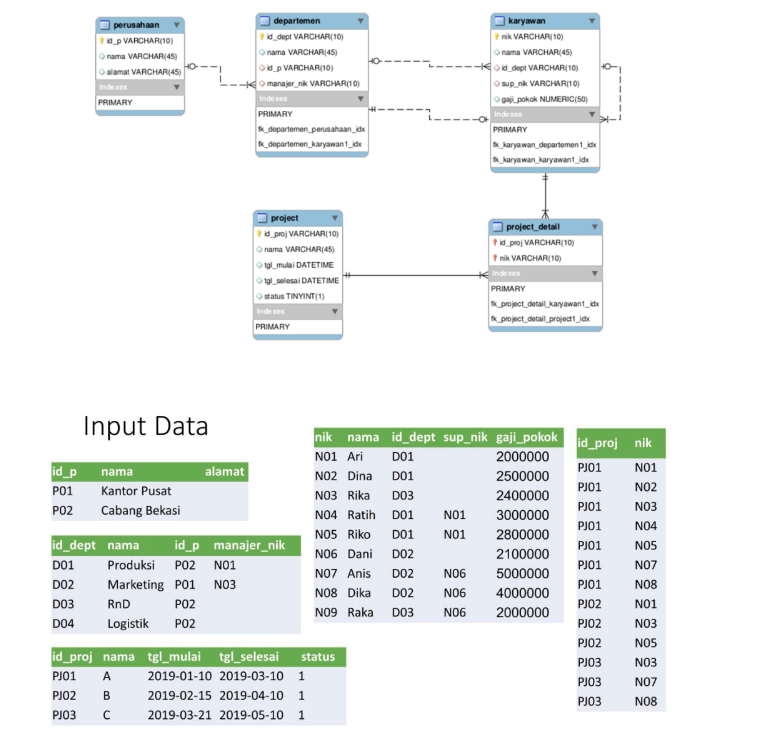 perusahaan
id_p VARCHAR(10)
nama VARCHAR(45)
alamat VARCHAR(45)
Indexes
PRIMARY
departemen
id_dept VARCHAR(10)
nama VARCHAR(45)
id_p VARCHAR(10)
manajer_nik VARCHAR(10)
Indexes
PRIMARY
fk_departemen_perusahaan_idx
fk_departemen_karyawan1_idx
karyawan
nik VARCHAR(10)
nama VARCHAR(45)
id_dept VARCHAR(10)
sup_nik VARCHAR(10)
gaji_pokok NUMERIC(50)
Indexes
PRIMARY
fk_karyawan_departemen1_idx
fk_karyawan_karyawan1_idx
project
id_proj VARCHAR(10)
nama VARCHAR(45)
tgl_mulai DATETIME
tgl_selesai DATETIME
status TINYINT(1)
Indexes
PRIMARY
project_detail
id_proj VARCHAR(10)
nik VARCHAR(10)
Indexes
PRIMARY
fk_project_detail_karyawan1_idx
fk_project_detail_project1_idx
Input Data
id_p nama alamat
P01 Kantor Pusat
P02 Cabang Bekasi
id_dept nama id_p manajer_nik
D01 Produksi P02 N01
D02 Marketing P01 N03
D03 RnD P02
D04 Logistik P02
id_proj nama tgl_mulai tgl_selesai status
PJ01 A 2019-01-10 2019-03-10 1
PJ02 B 2019-02-15 2019-04-10 1
PJ03 C 2019-03-21 2019-05-10 1
nik nama id_dept sup_nik gaji_pokok
N01 Ari D01 2000000
N02 Dina D01 2500000
N03 Rika D03 2400000
N04 Ratih D01 N01 3000000
N05 Riko D01 N01 2800000
N06 Dani D02 2100000
N07 Anis D02 N06 5000000
N08 Dika D02 N06 4000000
N09 Raka D03 N06 2000000
id_proj nik
PJ01 N01
PJ01 N02
PJ01 N03
PJ01 N04
PJ01 N05
PJ01 N07
PJ01 N08
PJ02 N01
PJ02 N03
PJ02 N05
PJ03 N03
PJ03 N07
PJ03 N08